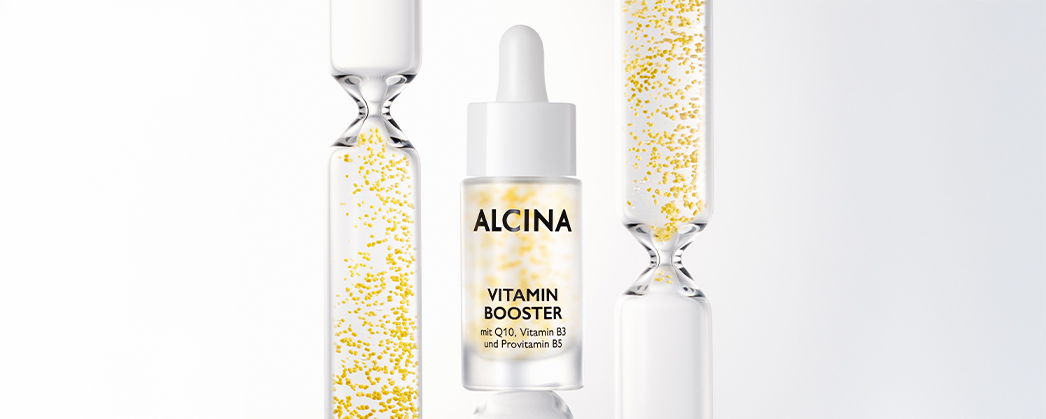 ALCINA
VITAMIN
BOOSTER
mit Q10, Vitamin B3
und Provitamin B5